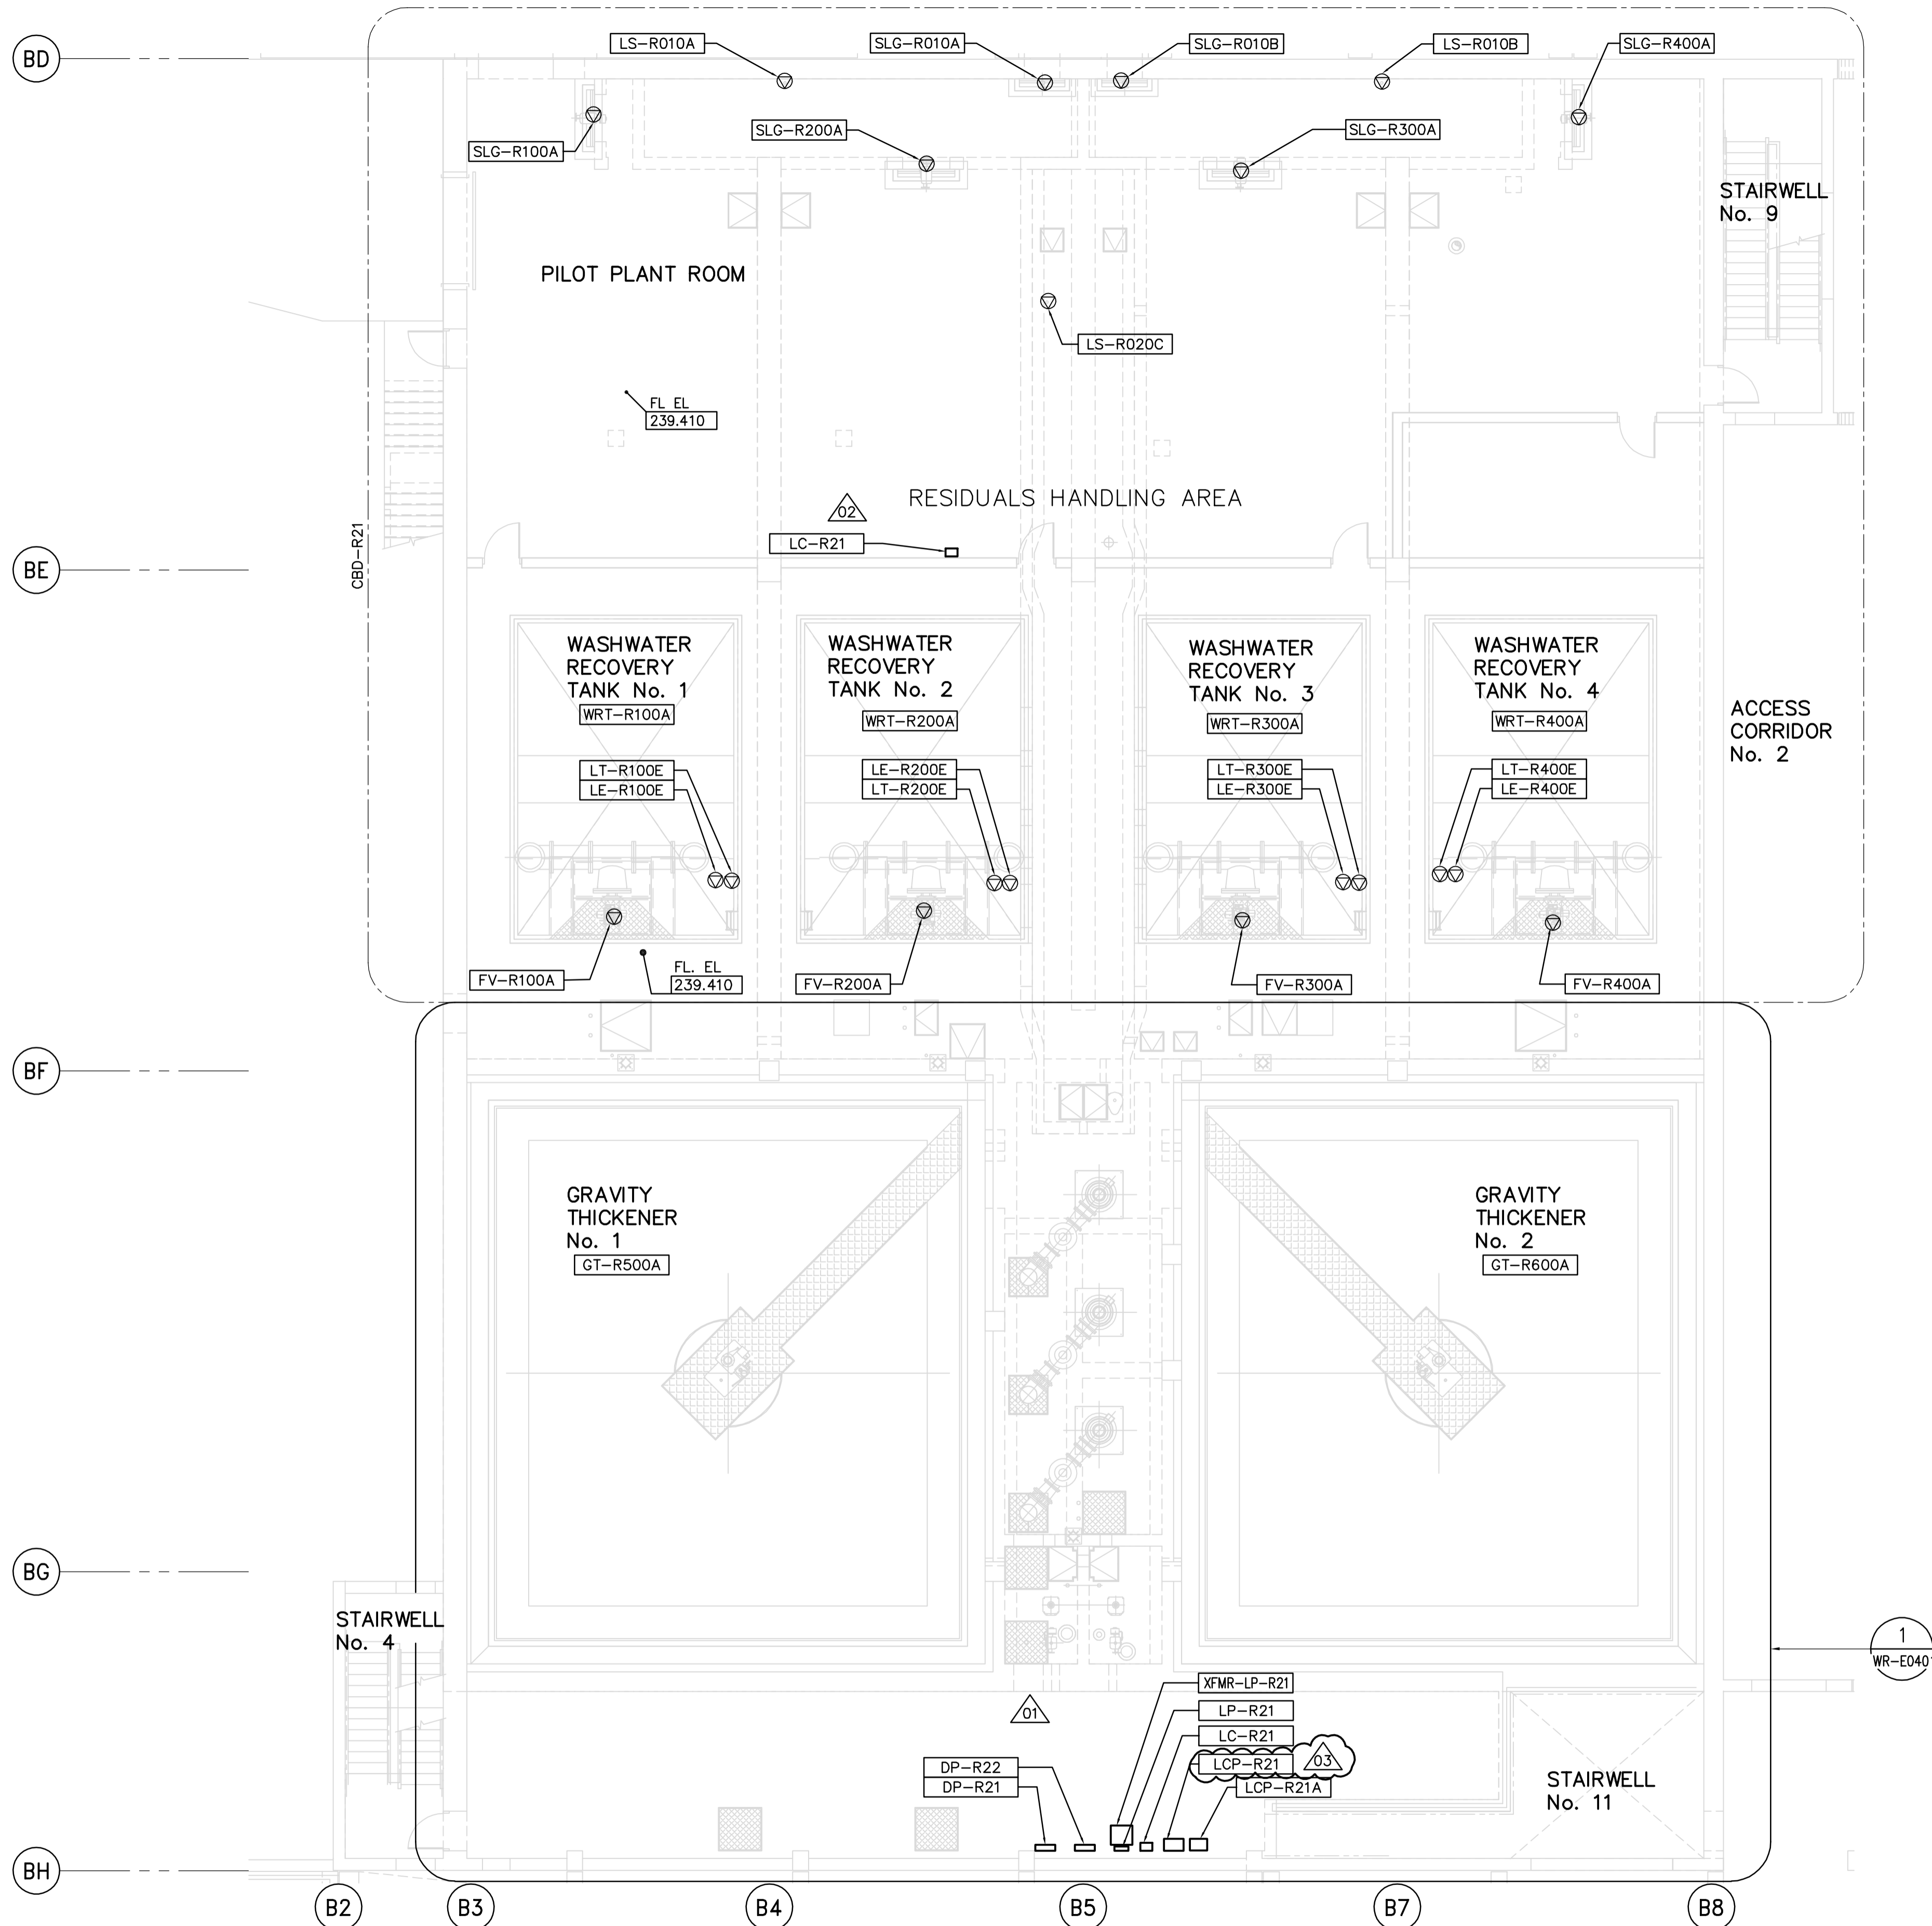 BD
LS-R010A
SLG-R010A
SLG-R010B
LS-R010B
SLG-R400A
SLG-R100A
SLG-R200A
SLG-R300A
STAIRWELL
No. 9
PILOT PLANT ROOM
LS-R020C
FL EL
239.410
RESIDUALS HANDLING AREA
02
LC-R21
CBD-R21
BE
WASHWATER
RECOVERY
TANK No. 1
WRT-R100A
WASHWATER
RECOVERY
TANK No. 2
WRT-R200A
WASHWATER
RECOVERY
TANK No. 3
WRT-R300A
WASHWATER
RECOVERY
TANK No. 4
WRT-R400A
ACCESS
CORRIDOR
No. 2
LT-R100E
LE-R100E
LE-R200E
LT-R200E
LT-R300E
LE-R300E
LT-R400E
LE-R400E
FV-R100A
FL. EL
239.410
FV-R200A
FV-R300A
FV-R400A
BF
GRAVITY
THICKENER
No. 1
GT-R500A
GRAVITY
THICKENER
No. 2
GT-R600A
BG
STAIRWELL
No. 4
1
WR-E0401
XFMR-LP-R21
01
LP-R21
LC-R21
LCP-R21
03
DP-R22
DP-R21
LCP-R21A
STAIRWELL
No. 11
BH
B2
B3
B4
B5
B7
B8